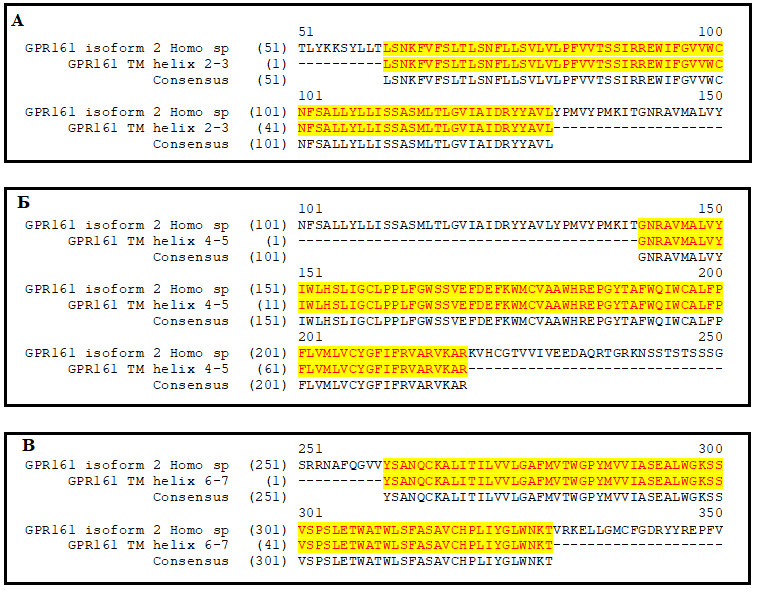 А
51 100
GPR161 isoform 2 Homo sp (51) TLYKKSYLLTLSNKFVFSLTLSNFLLSVLVLPFVVTSSIRREWIFGVVWC
GPR161 TM helix 2-3 (1) ----------LSNKFVFSLTLSNFLLSVLVLPFVVTSSIRREWIFGVVWC
Consensus (51) LSNKFVFSLTLSNFLLSVLVLPFVVTSSIRREWIFGVVWC
101 150
GPR161 isoform 2 Homo sp (101) NFSALLYLLISSASMLTLGVIAIDRYYAVLYPMVYPMKITGNRAVMALVY
GPR161 TM helix 2-3 (41) NFSALLYLLISSASMLTLGVIAIDRYYAVL--------------------
Consensus (101) NFSALLYLLISSASMLTLGVIAIDRYYAVL
Б
101 150
GPR161 isoform 2 Homo sp (101) NFSALLYLLISSASMLTLGVIAIDRYYAVLYPMVYPMKITGNRAVMALVY
GPR161 TM helix 4-5 (1) ----------------------------------------GNRAVMALVY
Consensus (101) GNRAVMALVY
151 200
GPR161 isoform 2 Homo sp (151) IWLHSLIGCLPPLFGWSSVEFDEFKWMCVAAWHREPGYTAFWQIWCALFP
GPR161 TM helix 4-5 (11) IWLHSLIGCLPPLFGWSSVEFDEFKWMCVAAWHREPGYTAFWQIWCALFP
Consensus (151) IWLHSLIGCLPPLFGWSSVEFDEFKWMCVAAWHREPGYTAFWQIWCALFP
201 250
GPR161 isoform 2 Homo sp (201) FLVMLVCYGFIFRVARVKARKVHCGTVVIVEEDAQRTGRKNSSTSTSSSG
GPR161 TM helix 4-5 (61) FLVMLVCYGFIFRVARVKAR------------------------------
Consensus (201) FLVMLVCYGFIFRVARVKAR
В
251 300
GPR161 isoform 2 Homo sp (251) SRRNAFQGVVYSANQCKALITILVVLGAFMVTWGPYMVVIASEALWGKSS
GPR161 TM helix 6-7 (1) ----------YSANQCKALITILVVLGAFMVTWGPYMVVIASEALWGKSS
Consensus (251) YSANQCKALITILVVLGAFMVTWGPYMVVIASEALWGKSS
301 350
GPR161 isoform 2 Homo sp (301) VSPSLETWATWLSFASAVCHPLIYGLWNKTVRKELLGMCFGDRYYREPFV
GPR161 TM helix 6-7 (41) VSPSLETWATWLSFASAVCHPLIYGLWNKT--------------------
Consensus (301) VSPSLETWATWLSFASAVCHPLIYGLWNKT